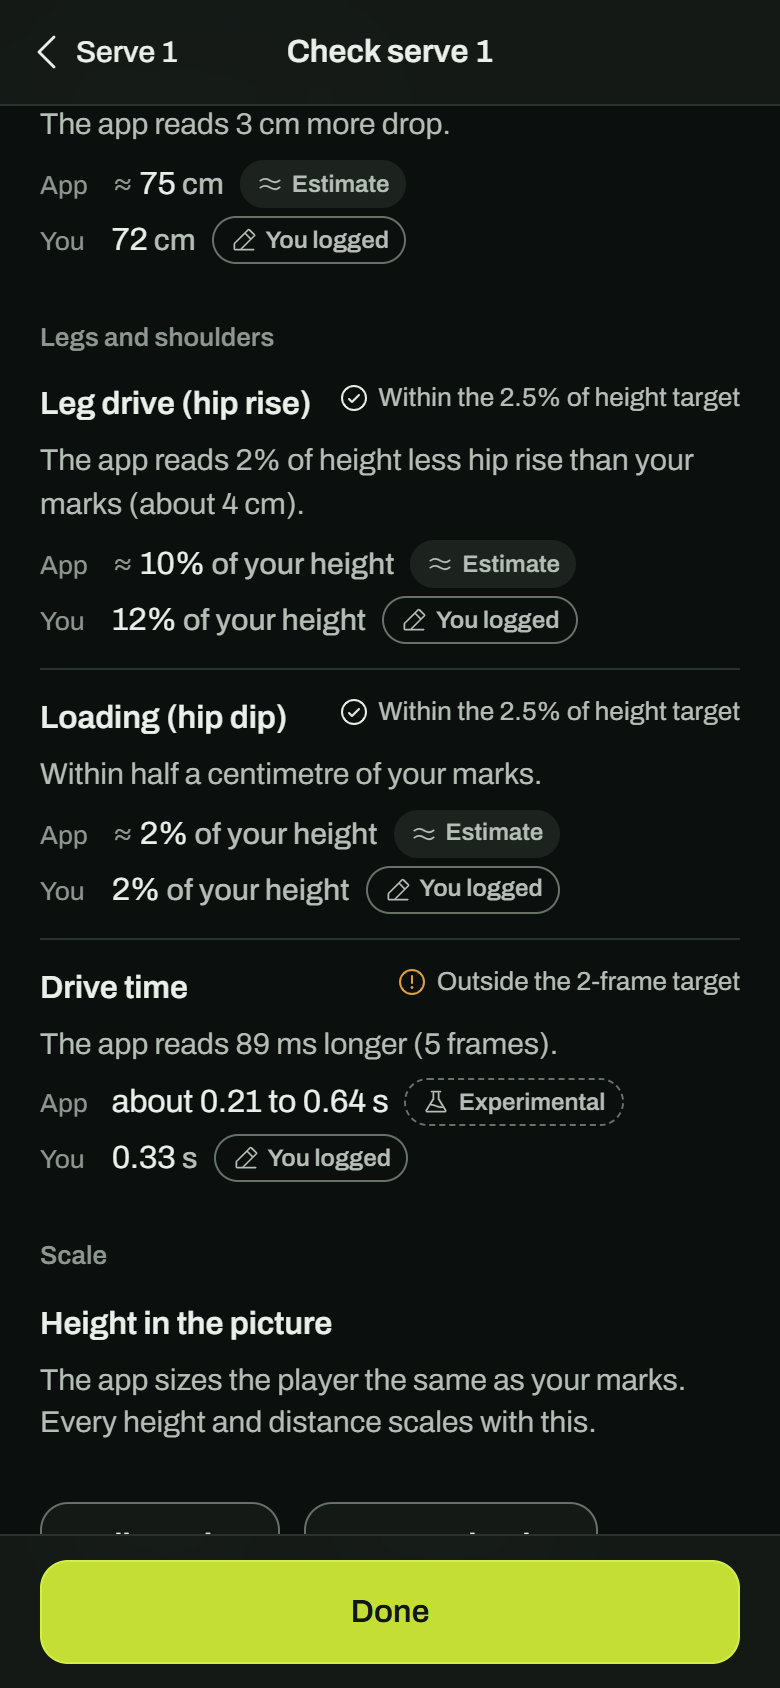 Serve 1
Check serve 1
The app reads 3 cm more drop.
App ≈ 75 cm Estimate
You 72 cm You logged
Legs and shoulders
Leg drive (hip rise) Within the 2.5% of height target
The app reads 2% of height less hip rise than your
marks (about 4 cm).
App ≈ 10% of your height Estimate
You 12% of your height You logged
Loading (hip dip) Within the 2.5% of height target
Within half a centimetre of your marks.
App ≈ 2% of your height Estimate
You 2% of your height You logged
Drive time Outside the 2-frame target
The app reads 89 ms longer (5 frames).
App about 0.21 to 0.64 s Experimental
You 0.33 s You logged
Scale
Height in the picture
The app sizes the player the same as your marks.
Every height and distance scales with this.
Done